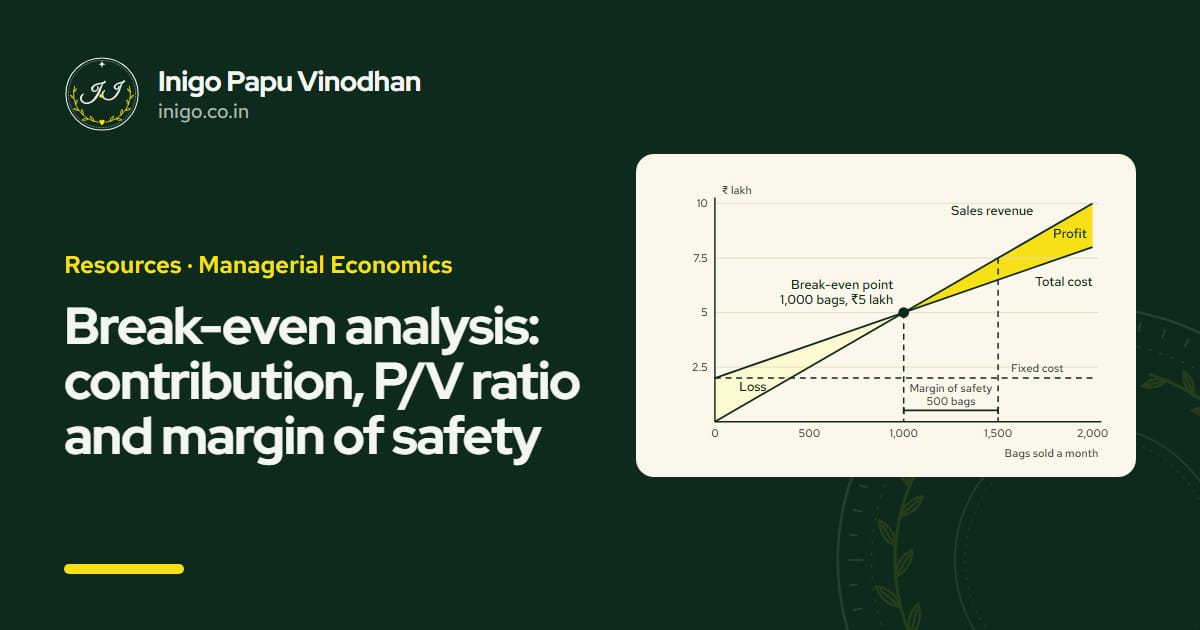 Inigo Papu Vinodhan
inigo.co.in
Resources · Managerial Economics
Break-even analysis:
contribution, P/V ratio
and margin of safety
₹ lakh
10
7.5
5
2.5
0
500
1,000
1,500
2,000
Bags sold a month
Sales revenue
Profit
Total cost
Break-even point
1,000 bags, ₹5 lakh
Fixed cost
Loss
Margin of safety
500 bags